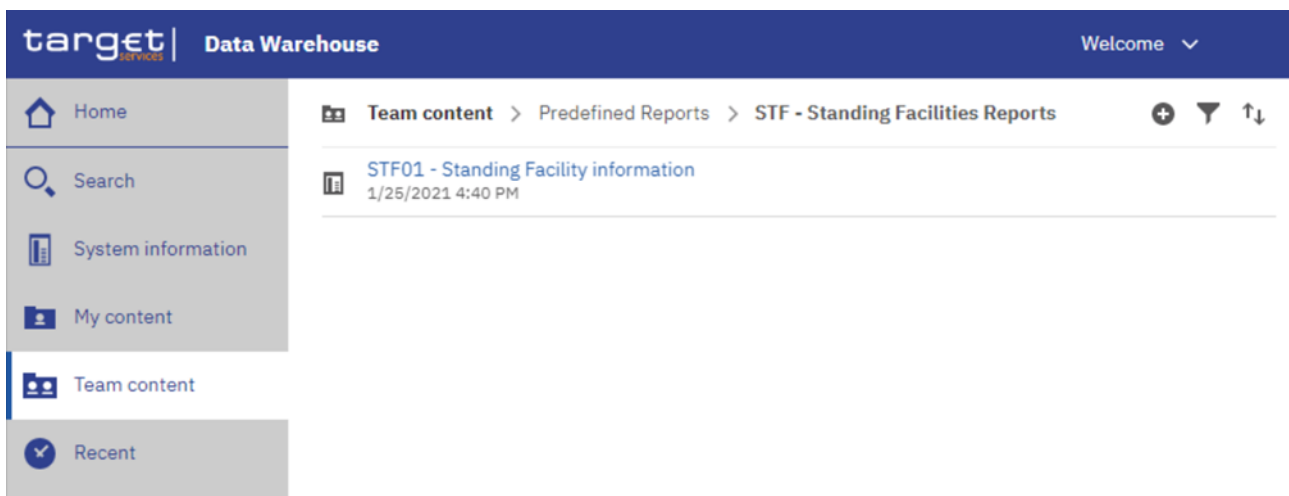 target services | Data Warehouse Welcome
Home
Team content > Predefined Reports > STF - Standing Facilities Reports
Search
STF01 - Standing Facility information
1/25/2021 4:40 PM
System information
My content
Team content
Recent